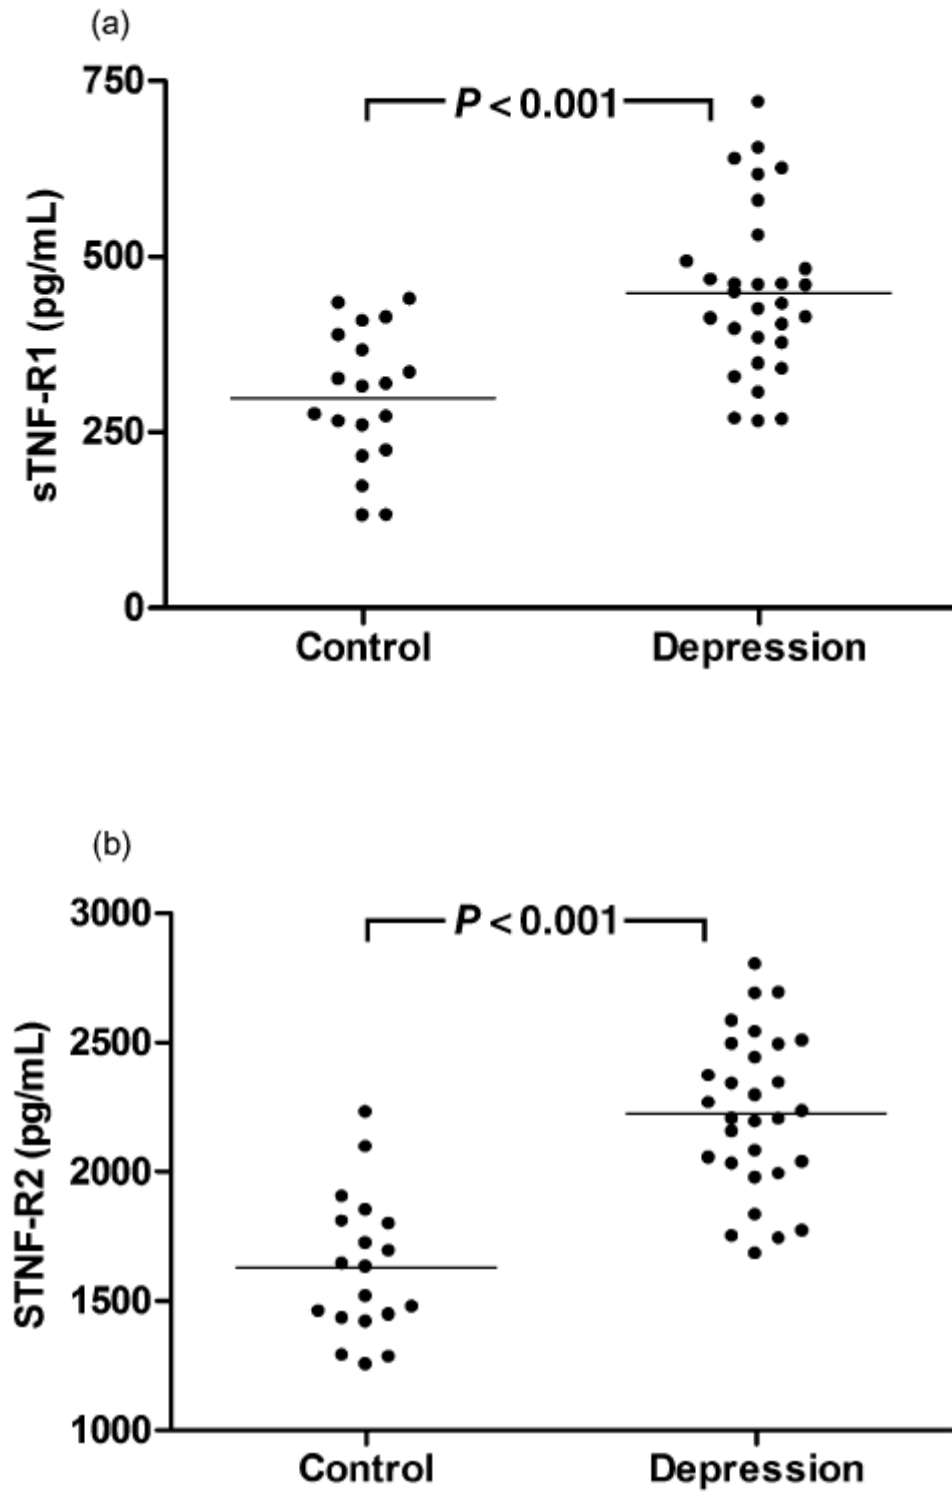 (a)
750
P < 0.001
500
250
0
sTNF-R1 (pg/mL)
Control
Depression
(b)
3000
P < 0.001
2500
2000
1500
1000
STNF-R2 (pg/mL)
Control
Depression